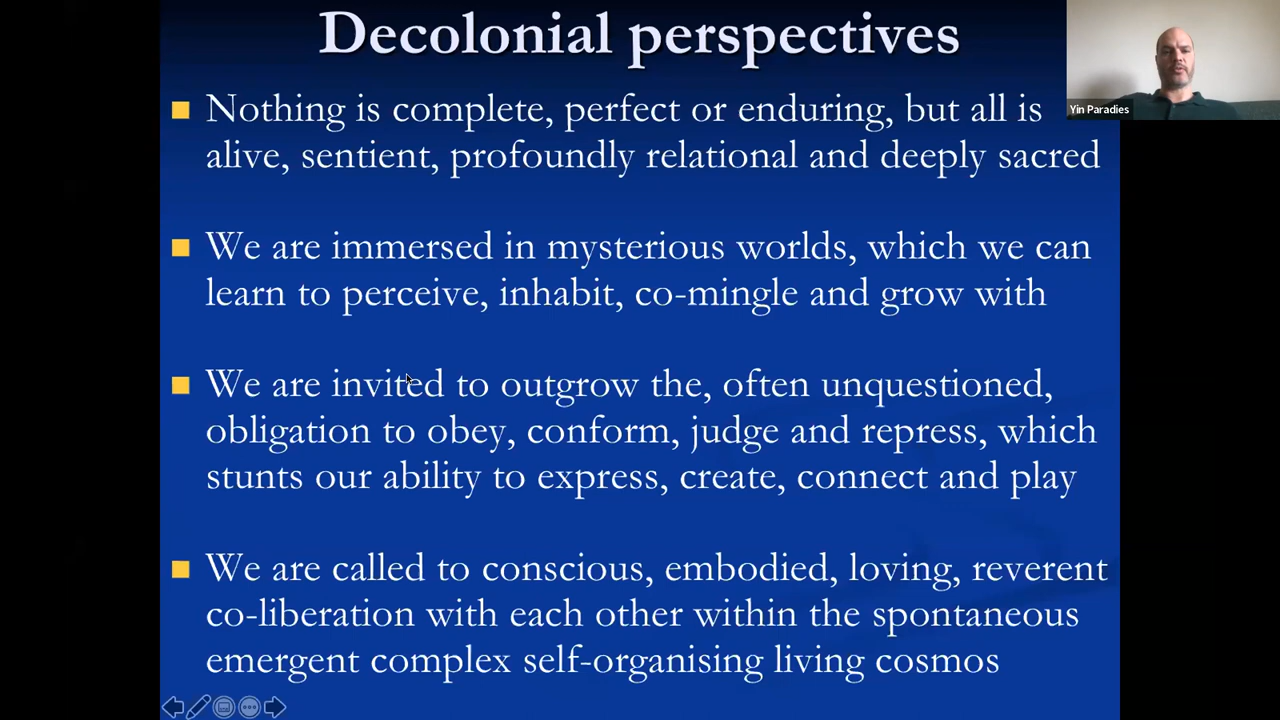 Decolonial perspectives
Yin Paradies
Nothing is complete, perfect or enduring, but all is
alive, sentient, profoundly relational and deeply sacred
We are immersed in mysterious worlds, which we can
learn to perceive, inhabit, co-mingle and grow with
We are invited to outgrow the, often unquestioned,
obligation to obey, conform, judge and repress, which
stunts our ability to express, create, connect and play
We are called to conscious, embodied, loving, reverent
co-liberation with each other within the spontaneous
emergent complex self-organising living cosmos